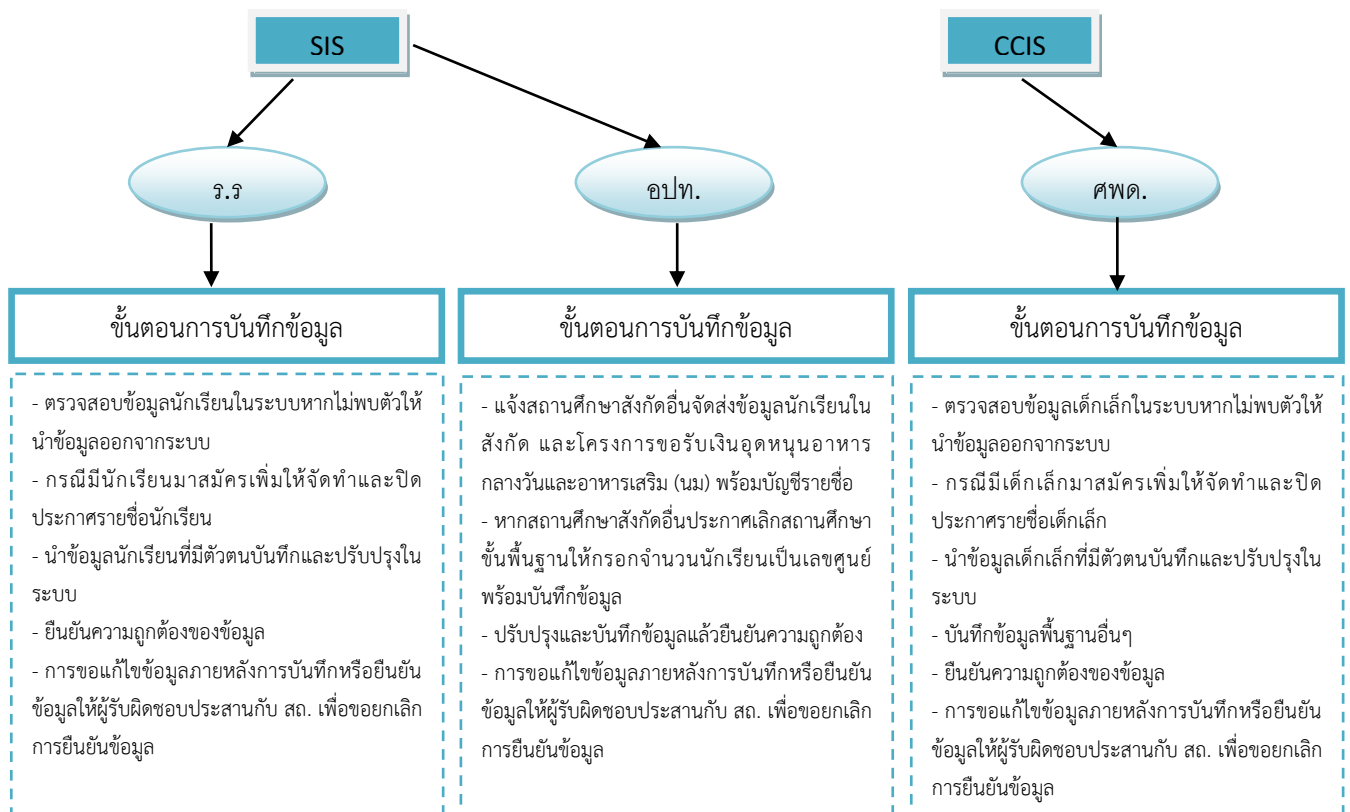 SIS
CCIS
ร.ร
อปท.
ศพด.
ขั้นตอนการบันทึกข้อมูล
ขั้นตอนการบันทึกข้อมูล
ขั้นตอนการบันทึกข้อมูล
- ตรวจสอบข้อมูลนักเรียนในระบบหากไม่พบตัวให้
นำข้อมูลออกจากระบบ
- กรณีมีนักเรียนมาสมัครเพิ่มให้จัดทำและปิด
ประกาศรายชื่อนักเรียน
- นำข้อมูลนักเรียนที่มีตัวตนบันทึกและปรับปรุงใน
ระบบ
- ยืนยันความถูกต้องของข้อมูล
- การขอแก้ไขข้อมูลภายหลังการบันทึกหรือยืนยัน
ข้อมูลให้ผู้รับผิดชอบประสานกับ สถ. เพื่อขอยกเลิก
การยืนยันข้อมูล
- แจ้งสถานศึกษาสังกัดอื่นจัดส่งข้อมูลนักเรียนใน
สังกัด และโครงการขอรับเงินอุดหนุนอาหาร
กลางวันและอาหารเสริม (นม) พร้อมบัญชีรายชื่อ
- หากสถานศึกษาสังกัดอื่นประกาศเลิกสถานศึกษา
ขั้นพื้นฐานให้กรอกจำนวนนักเรียนเป็นเลขศูนย์
พร้อมบันทึกข้อมูล
- ปรับปรุงและบันทึกข้อมูลแล้วยืนยันความถูกต้อง
- การขอแก้ไขข้อมูลภายหลังการบันทึกหรือยืนยัน
ข้อมูลให้ผู้รับผิดชอบประสานกับ สถ. เพื่อขอยกเลิก
การยืนยันข้อมูล
- ตรวจสอบข้อมูลเด็กเล็กในระบบหากไม่พบตัวให้
นำข้อมูลออกจากระบบ
- กรณีมีเด็กเล็กมาสมัครเพิ่มให้จัดทำและปิด
ประกาศรายชื่อเด็กเล็ก
- นำข้อมูลเด็กเล็กที่มีตัวตนบันทึกและปรับปรุงใน
ระบบ
- บันทึกข้อมูลพื้นฐานอื่นๆ
- ยืนยันความถูกต้องของข้อมูล
- การขอแก้ไขข้อมูลภายหลังการบันทึกหรือยืนยัน
ข้อมูลให้ผู้รับผิดชอบประสานกับ สถ. เพื่อขอยกเลิก
การยืนยันข้อมูล